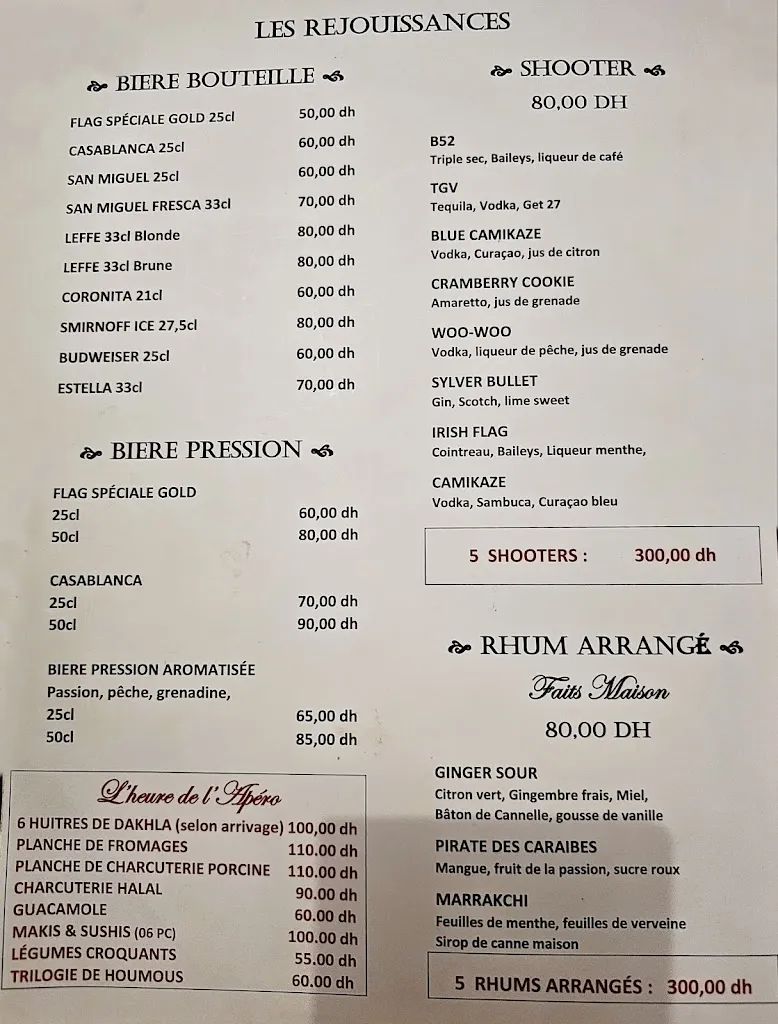 LES REJOUISSANCES
BIERE BOUTEILLE
FLAG SPÉCIALE GOLD 25cl 50,00 dh
CASABLANCA 25cl 60,00 dh
SAN MIGUEL 25cl 60,00 dh
SAN MIGUEL FRESCA 33cl 70,00 dh
LEFFE 33cl Blonde 80,00 dh
LEFFE 33cl Brune 80,00 dh
CORONITA 21cl 60,00 dh
SMIRNOFF ICE 27,5cl 80,00 dh
BUDWEISER 25cl 60,00 dh
ESTELLA 33cl 70,00 dh
BIERE PRESSION
FLAG SPÉCIALE GOLD
25cl 60,00 dh
50cl 80,00 dh
CASABLANCA
25cl 70,00 dh
50cl 90,00 dh
BIERE PRESSION AROMATISÉE
Passion, pêche, grenadine,
25cl 65,00 dh
50cl 85,00 dh
L'heure de l'Apéro
6 HUITRES DE DAKHLA (selon arrivage) 100,00 dh
PLANCHE DE FROMAGES 110.00 dh
PLANCHE DE CHARCUTERIE PORCINE 110.00 dh
CHARCUTERIE HALAL 90.00 dh
GUACAMOLE 60.00 dh
MAKIS & SUSHIS (06 PC) 100.00 dh
LÉGUMES CROQUANTS 55.00 dh
TRILOGIE DE HOUMOUS 60.00 dh
SHOOTER
80,00 DH
B52
Triple sec, Baileys, liqueur de café
TGV
Tequila, Vodka, Get 27
BLUE CAMIKAZE
Vodka, Curaçao, jus de citron
CRAMBERRY COOKIE
Amaretto, jus de grenade
WOO-WOO
Vodka, liqueur de pêche, jus de grenade
SYLVER BULLET
Gin, Scotch, lime sweet
IRISH FLAG
Cointreau, Baileys, Liqueur menthe,
CAMIKAZE
Vodka, Sambuca, Curaçao bleu
5 SHOOTERS : 300,00 dh
RHUM ARRANGÉ
Faits Maison
80,00 DH
GINGER SOUR
Citron vert, Gingembre frais, Miel,
Bâton de Cannelle, gousse de vanille
PIRATE DES CARAIBES
Mangue, fruit de la passion, sucre roux
MARRAKCHI
Feuilles de menthe, feuilles de verveine
Sirop de canne maison
5 RHUMS ARRANGÉS : 300,00 dh